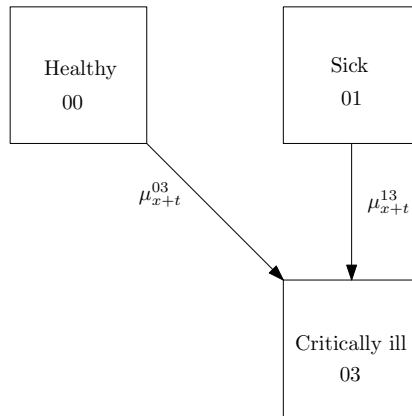 Healthy
00
Sick
01
μ^{03}_{x+t}
μ^{13}_{x+t}
Critically ill
03